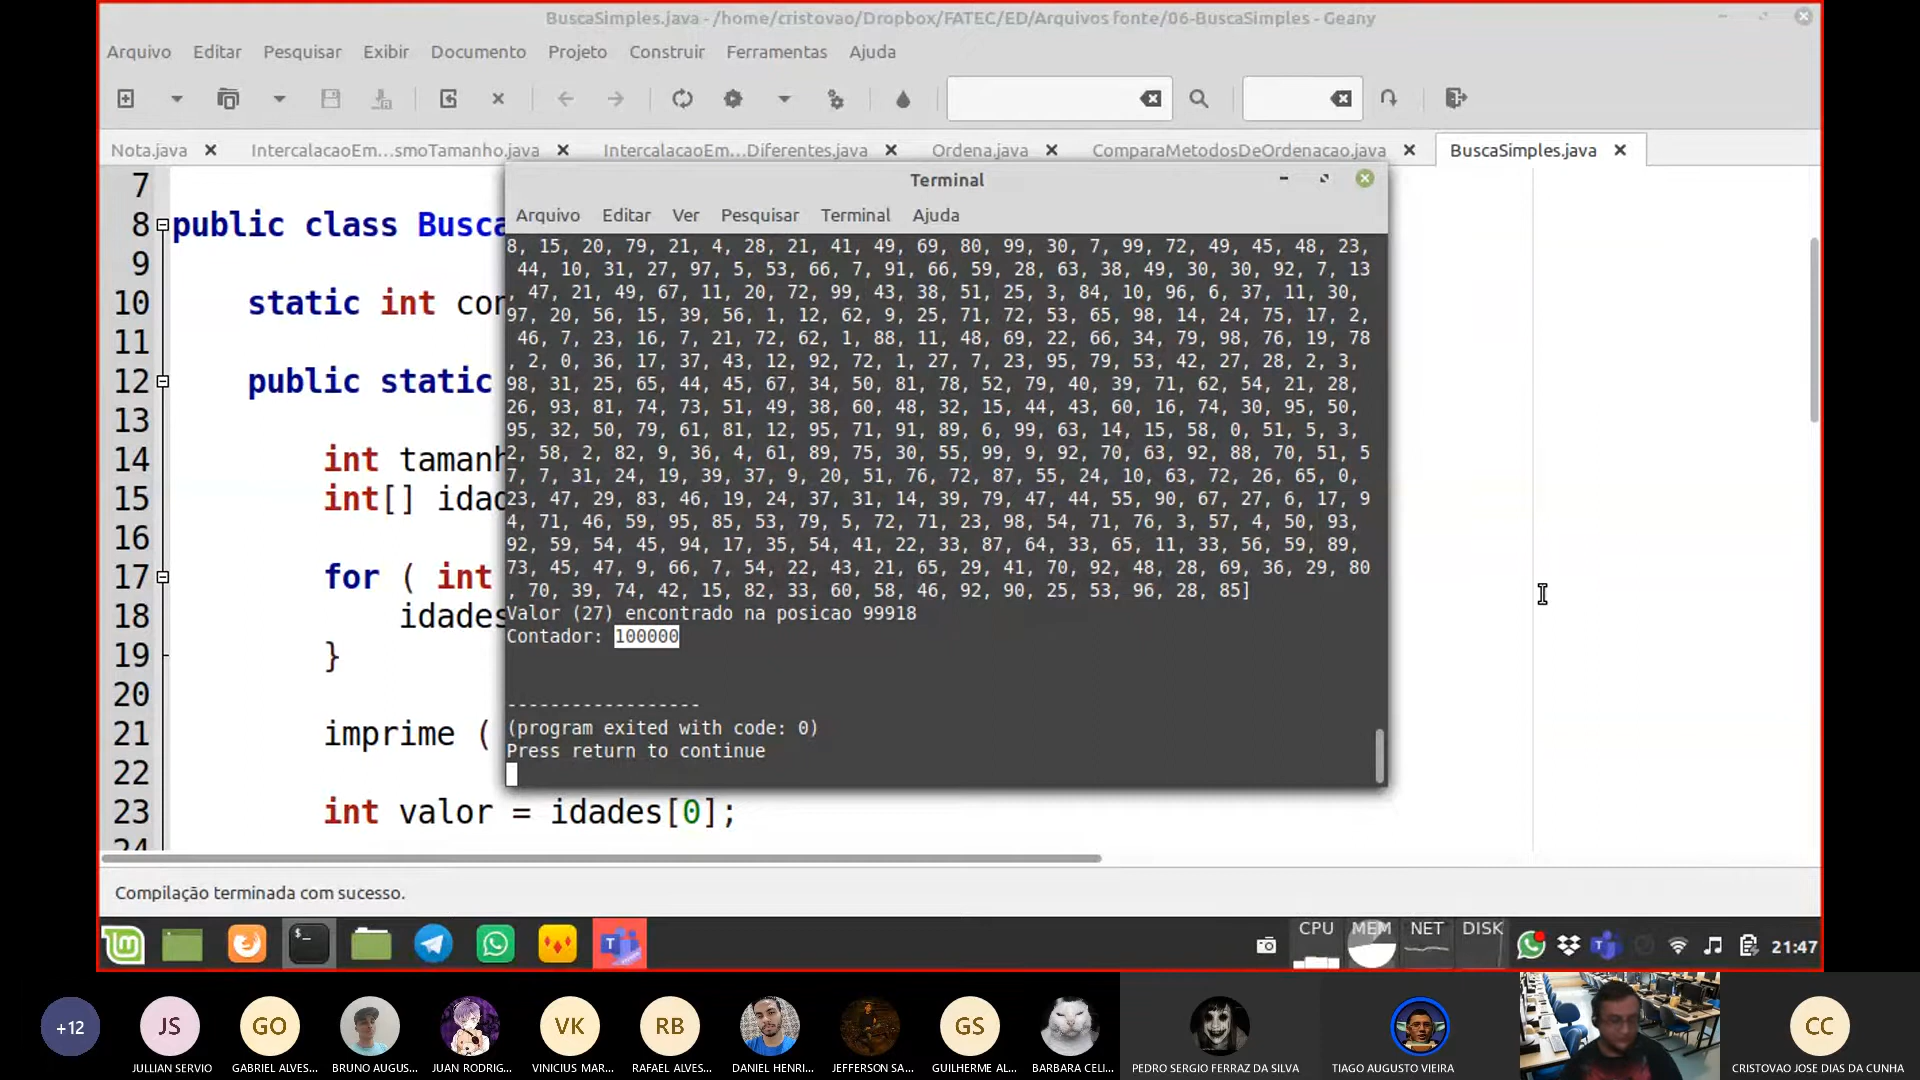 BuscaSimples.java - /home/cristovao/Dropbox/FATEC/ED/Arquivos fonte/06-BuscaSimples - Geany
Arquivo Editar Pesquisar Exibir Documento Projeto Construir Ferramentas Ajuda
Nota.java IntercalacaoEm...smoTamanho.java IntercalacaoEm...Diferentes.java Ordena.java ComparaMetodosDeOrdenacao.java BuscaSimples.java
7
8 public class Busca
9
10 static int con
11
12 public static
13
14 int tamanh
15 int[] idad
16
17 for ( int
18 idades
19 }
20
21 imprime (
22
23 int valor = idades[0];
24
Terminal
Arquivo Editar Ver Pesquisar Terminal Ajuda
8, 15, 20, 79, 21, 4, 28, 21, 41, 49, 69, 80, 99, 30, 7, 99, 72, 49, 45, 48, 23,
44, 10, 31, 27, 97, 5, 53, 66, 7, 91, 66, 59, 28, 63, 38, 49, 30, 30, 92, 7, 13
, 47, 21, 49, 67, 11, 20, 72, 99, 43, 38, 51, 25, 3, 84, 10, 96, 6, 37, 11, 30,
97, 20, 56, 15, 39, 56, 1, 12, 62, 9, 25, 71, 72, 53, 65, 98, 14, 24, 75, 17, 2,
46, 7, 23, 16, 7, 21, 72, 62, 1, 88, 11, 48, 69, 22, 66, 34, 79, 98, 76, 19, 78
, 2, 0, 36, 17, 37, 43, 12, 92, 72, 1, 27, 7, 23, 95, 79, 53, 42, 27, 28, 2, 3,
98, 31, 25, 65, 44, 45, 67, 34, 50, 81, 78, 52, 79, 40, 39, 71, 62, 54, 21, 28,
26, 93, 81, 74, 73, 51, 49, 38, 60, 48, 32, 15, 44, 43, 60, 16, 74, 30, 95, 50,
95, 32, 50, 79, 61, 81, 12, 95, 71, 91, 89, 6, 99, 63, 14, 15, 58, 0, 51, 5, 3,
2, 58, 2, 82, 9, 36, 4, 61, 89, 75, 30, 55, 99, 9, 92, 70, 63, 92, 88, 70, 51, 5
7, 7, 31, 24, 19, 39, 37, 9, 20, 51, 76, 72, 87, 55, 24, 10, 63, 72, 26, 65, 0,
23, 47, 29, 83, 46, 19, 24, 37, 31, 14, 39, 79, 47, 44, 55, 90, 67, 27, 6, 17, 9
4, 71, 46, 59, 95, 85, 53, 79, 5, 72, 71, 23, 98, 54, 71, 76, 3, 57, 4, 50, 93,
92, 59, 54, 45, 94, 17, 35, 54, 41, 22, 33, 87, 64, 33, 65, 11, 33, 56, 59, 89,
73, 45, 47, 9, 66, 7, 54, 22, 43, 21, 65, 29, 41, 70, 92, 48, 28, 69, 36, 29, 80
, 70, 39, 74, 42, 15, 82, 33, 60, 58, 46, 92, 90, 25, 53, 96, 28, 85]
Valor (27) encontrado na posicao 99918
Contador: 100000
------------------
(program exited with code: 0)
Press return to continue
Compilação terminada com sucesso.
CPU MEM NET DISK 21:47
+12 JS GO VK RB GS CC
JULLIAN SERVIO GABRIEL ALVES... BRUNO AUGUS... JUAN RODRIG... VINICIUS MAR... RAFAEL ALVES... DANIEL HENRI... JEFFERSON SA... GUILHERME AL... BARBARA CELI... PEDRO SERGIO FERRAZ DA SILVA TIAGO AUGUSTO VIEIRA CRISTOVAO JOSE DIAS DA CUNHA